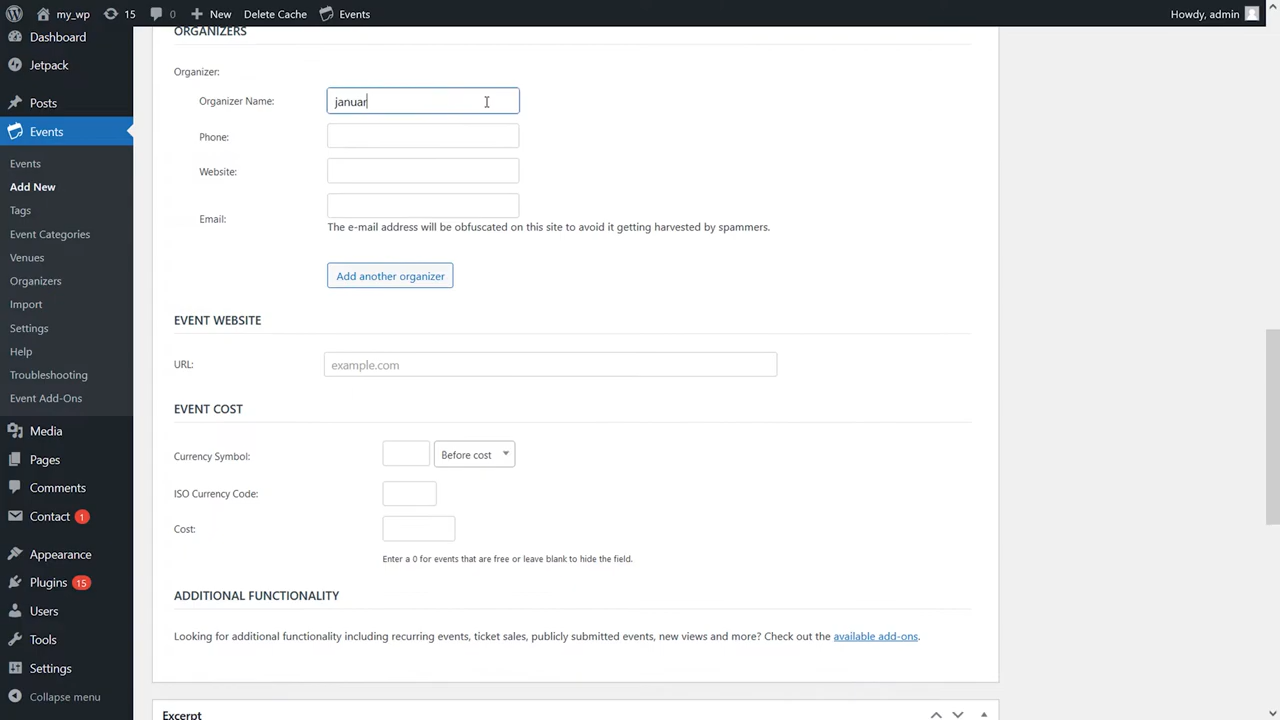 my_wp 15 0 New Delete Cache Events Howdy, admin
Dashboard
Jetpack
Posts
Events
Events
Add New
Tags
Event Categories
Venues
Organizers
Import
Settings
Help
Troubleshooting
Event Add-Ons
Media
Pages
Comments
Contact 1
Appearance
Plugins 15
Users
Tools
Settings
Collapse menu
ORGANIZERS
Organizer:
Organizer Name: januar
Phone:
Website:
Email:
The e-mail address will be obfuscated on this site to avoid it getting harvested by spammers.
Add another organizer
EVENT WEBSITE
URL: example.com
EVENT COST
Currency Symbol: Before cost
ISO Currency Code:
Cost:
Enter a 0 for events that are free or leave blank to hide the field.
ADDITIONAL FUNCTIONALITY
Looking for additional functionality including recurring events, ticket sales, publicly submitted events, new views and more? Check out the available add-ons.
Excerpt